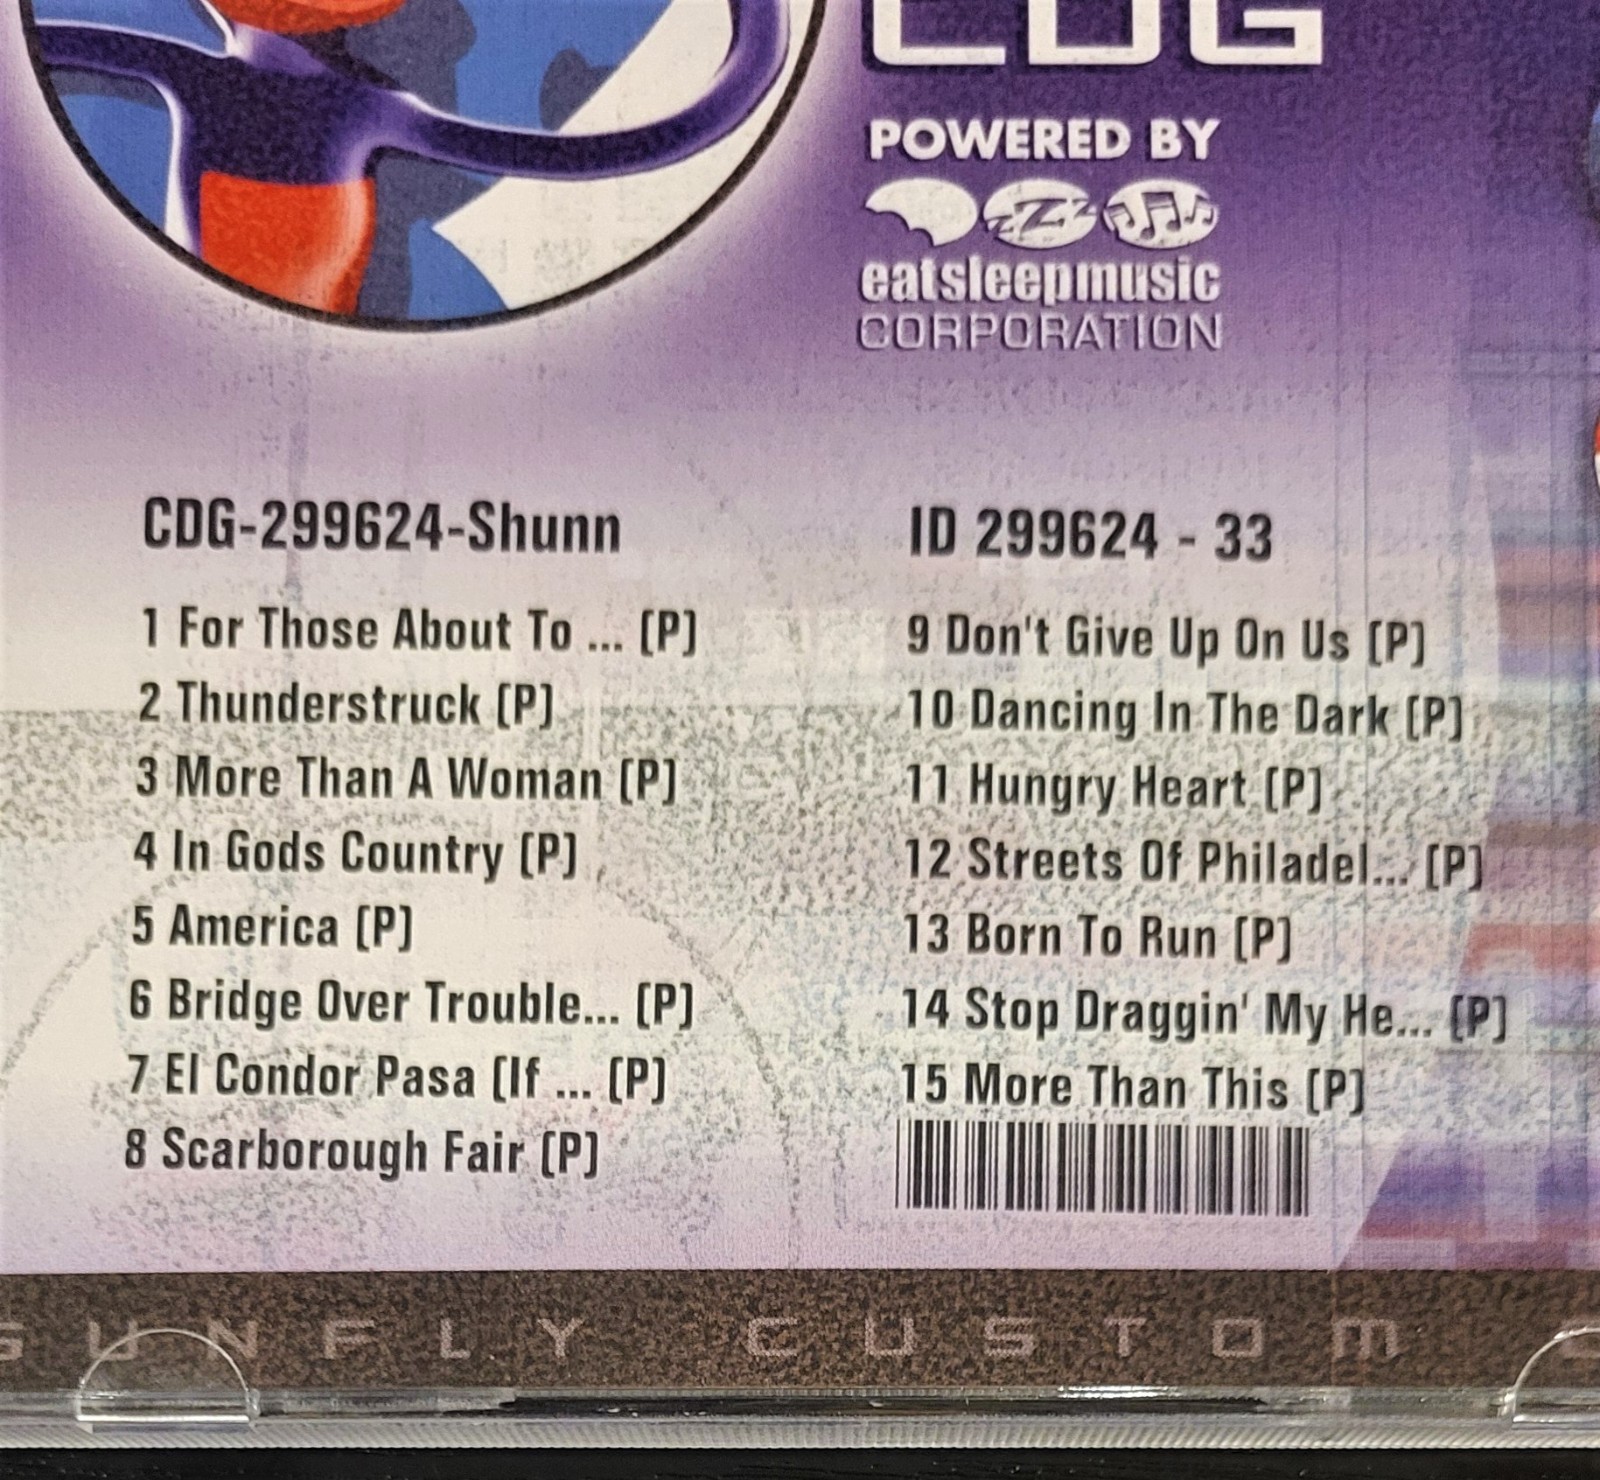 CDG
POWERED BY
eatsleepmusic
CORPORATION
CDG-299624-Shunn
1 For Those About To ... [P]
2 Thunderstruck [P]
3 More Than A Woman [P]
4 In Gods Country [P]
5 America [P]
6 Bridge Over Trouble... [P]
7 El Condor Pasa [If ... [P]
8 Scarborough Fair [P]
ID 299624 - 33
9 Don't Give Up On Us [P]
10 Dancing In The Dark [P]
11 Hungry Heart [P]
12 Streets Of Philadel... [P]
13 Born To Run [P]
14 Stop Draggin' My He... [P]
15 More Than This [P]
SUNFLY CUSTOM